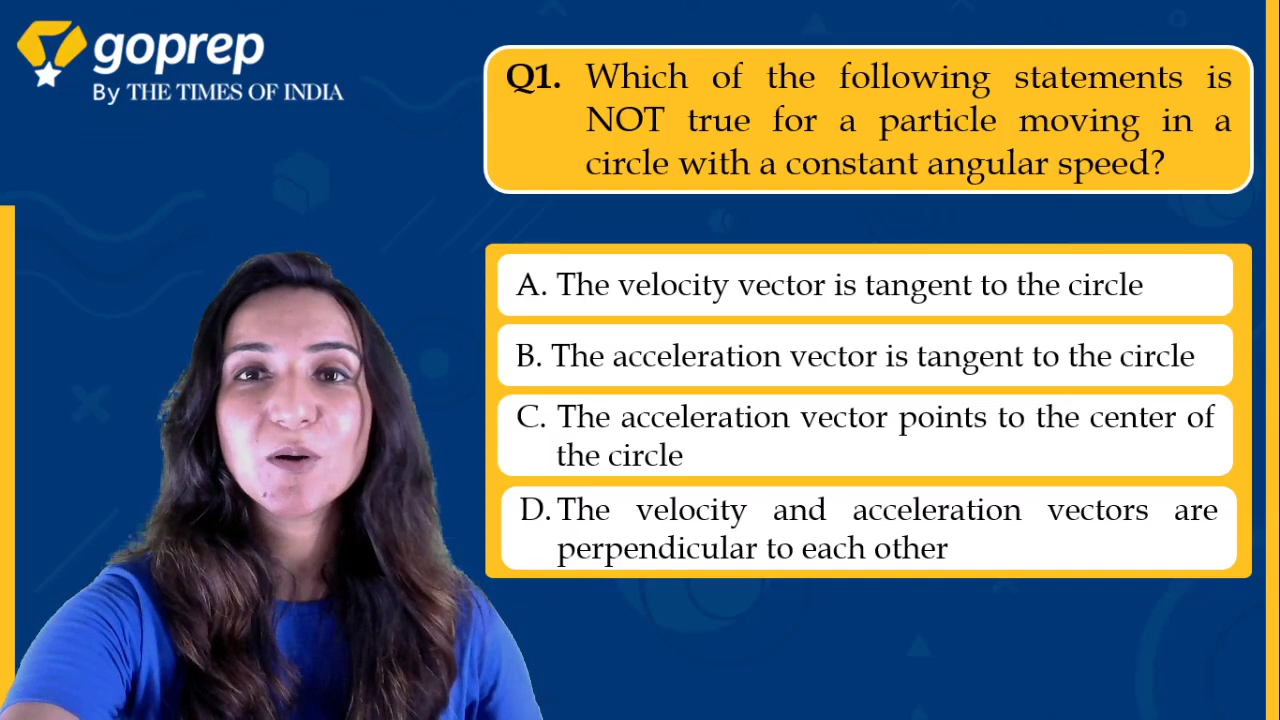 goprep
By THE TIMES OF INDIA
Q1. Which of the following statements is
NOT true for a particle moving in a
circle with a constant angular speed?
A. The velocity vector is tangent to the circle
B. The acceleration vector is tangent to the circle
C. The acceleration vector points to the center of
the circle
D. The velocity and acceleration vectors are
perpendicular to each other